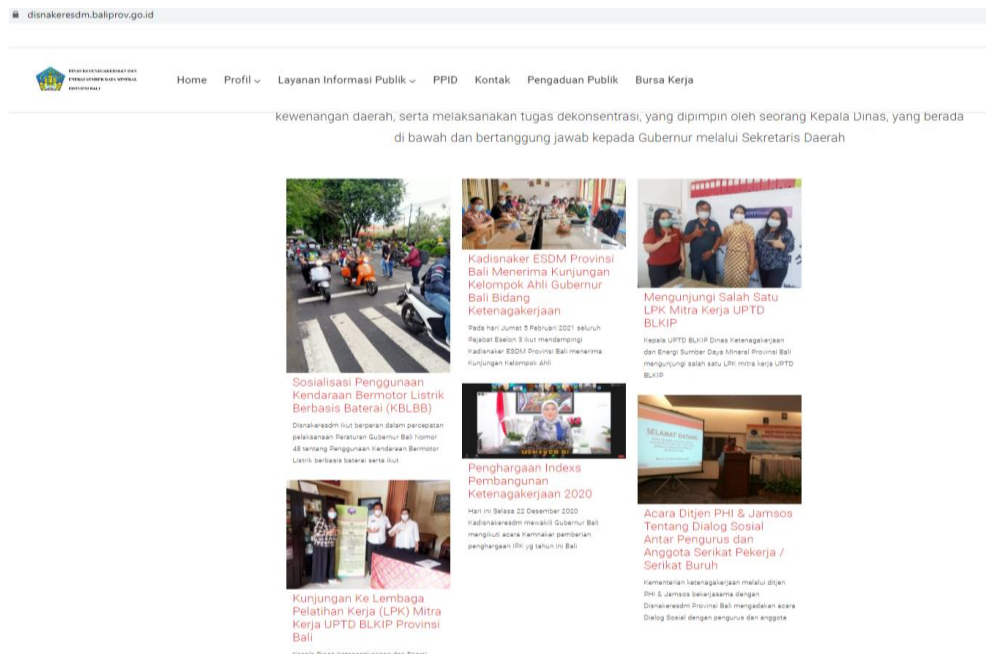 disnakeresdm.baliprov.go.id
DINAS KETENAGAKERJAAN DAN
ENERGI SUMBER DAYA MINERAL
PROVINSI BALI
Home Profil Layanan Informasi Publik PPID Kontak Pengaduan Publik Bursa Kerja
kewenangan daerah, serta melaksanakan tugas dekonsentrasi, yang dipimpin oleh seorang Kepala Dinas, yang berada
di bawah dan bertanggung jawab kepada Gubernur melalui Sekretaris Daerah
Sosialisasi Penggunaan
Kendaraan Bermotor Listrik
Berbasis Baterai (KBLBB)
Disnakeresdm ikut berperan dalam percepatan
pelaksanaan Peraturan Gubernur Bali Nomor
48 tentang Penggunaan Kendaraan Bermotor
Listrik berbasis baterai serta ikut
Kunjungan Ke Lembaga
Pelatihan Kerja (LPK) Mitra
Kerja UPTD BLKIP Provinsi
Bali
Kadisnaker ESDM Provinsi
Bali Menerima Kunjungan
Kelompok Ahli Gubernur
Bali Bidang
Ketenagakerjaan
Pada hari Jumat 5 Februari 2021 seluruh
Pejabat Eselon 3 ikut mendampingi
Kadisnaker ESDM Provinsi Bali menerima
Kunjungan Kelompok Ahli
Penghargaan Indexs
Pembangunan
Ketenagakerjaan 2020
Hari ini Selasa 22 Desember 2020
Kadisnakeresdm mewakili Gubernur Bali
mengikuti acara Kemnaker pemberian
penghargaan IPK yg tahun ini Bali
Mengunjungi Salah Satu
LPK Mitra Kerja UPTD
BLKIP
Kepala UPTD BLKIP Dinas Ketenagakerjaan
dan Energi Sumber Daya Mineral Provinsi Bali
mengunjungi salah satu LPK mitra kerja UPTD
BLKIP
SELAMAT DATANG
Acara Ditjen PHI & Jamsos
Tentang Dialog Sosial
Antar Pengurus dan
Anggota Serikat Pekerja /
Serikat Buruh
Kementerian ketenagakerjaan melalui ditjen
PHI & Jamsos bekerjasama dengan
Disnakeresdm Provinsi Bali mengadakan acara
Dialog Sosial dengan pengurus dan anggota